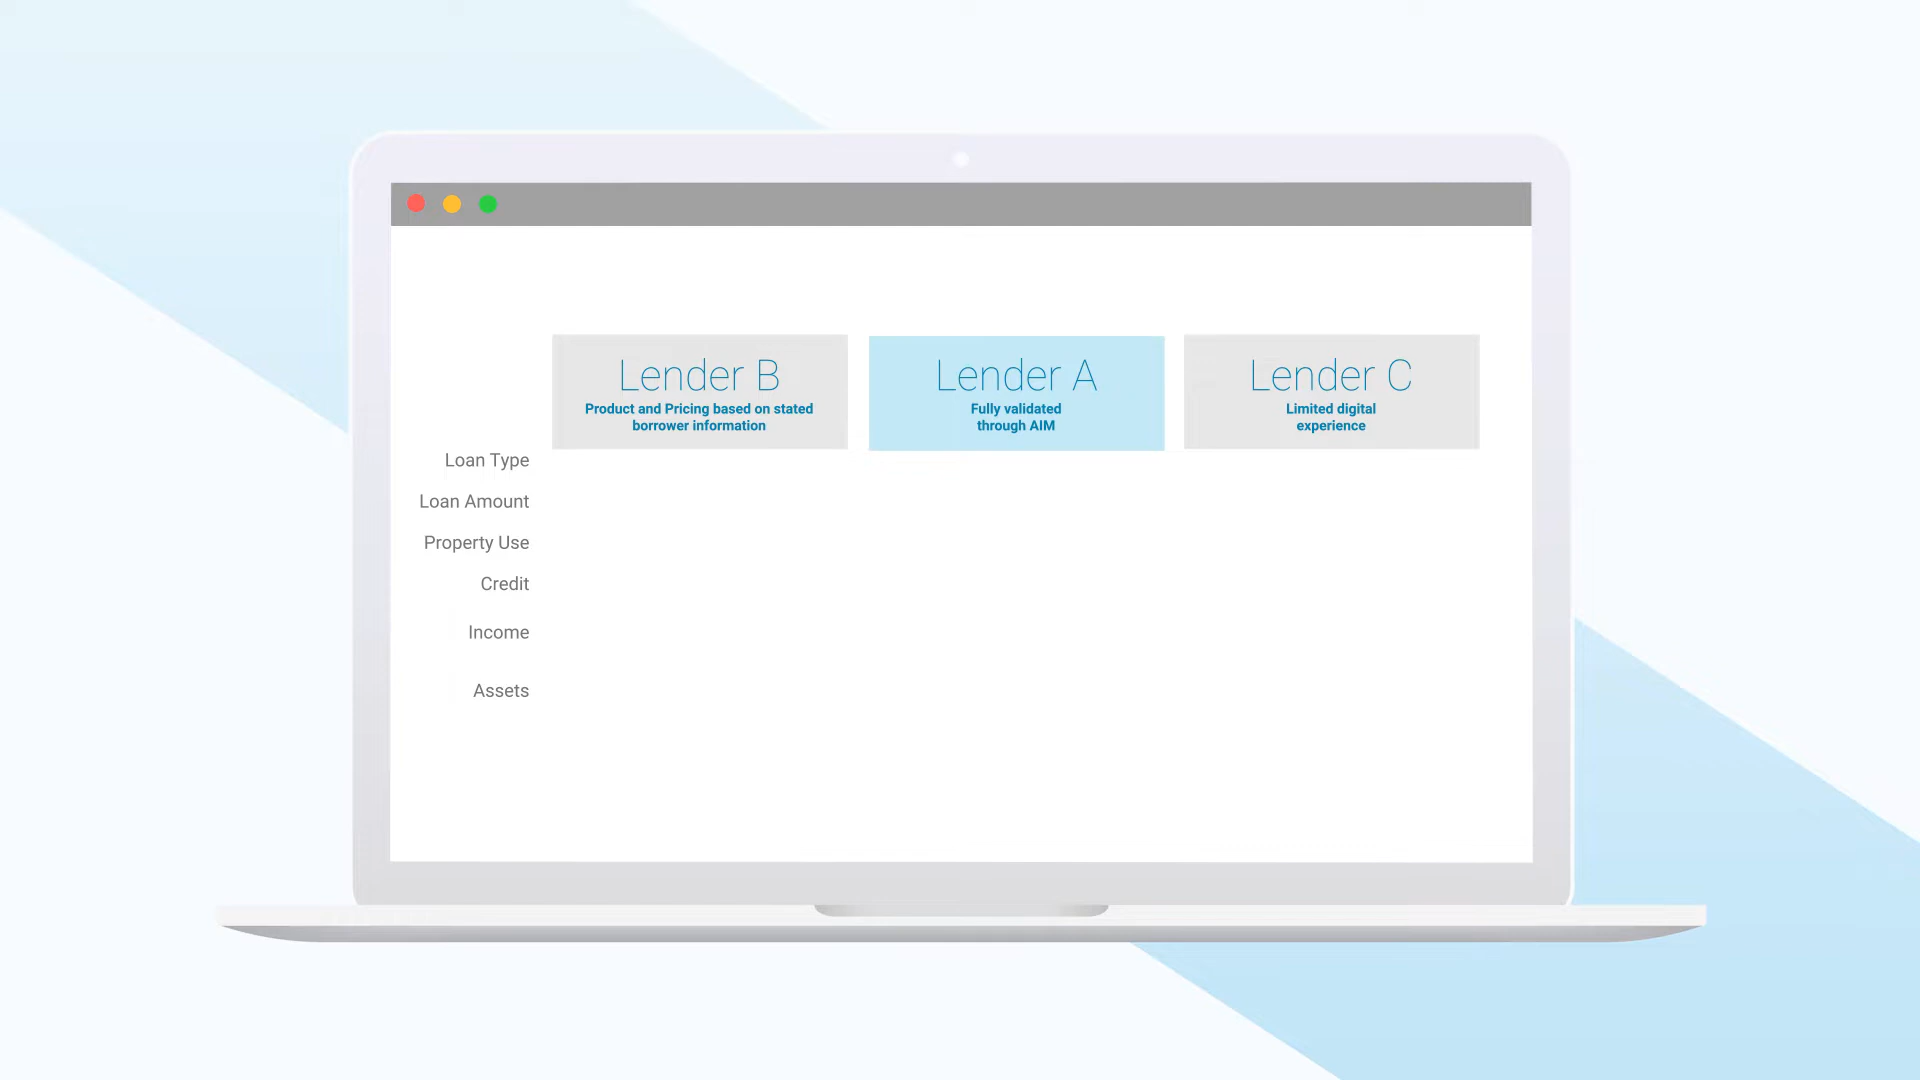 Lender B
Product and Pricing based on stated
borrower information
Lender A
Fully validated
through AIM
Lender C
Limited digital
experience
Loan Type
Loan Amount
Property Use
Credit
Income
Assets